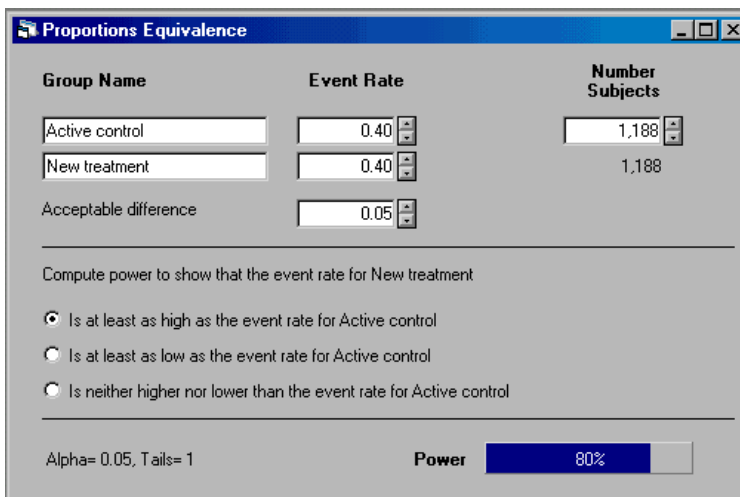 Proportions Equivalence
Group Name Event Rate Number Subjects
Active control 0.40 1,188
New treatment 0.40 1,188
Acceptable difference 0.05
Compute power to show that the event rate for New treatment
Is at least as high as the event rate for Active control
Is at least as low as the event rate for Active control
Is neither higher nor lower than the event rate for Active control
Alpha= 0.05, Tails= 1 Power 80%